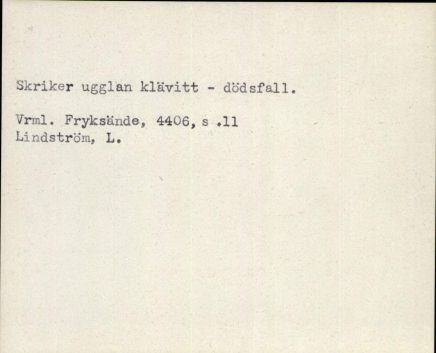 Skriker ugglan klävitt - dödsfall.
Vrml. Fryksände, 4406, s .11
Lindström, L.